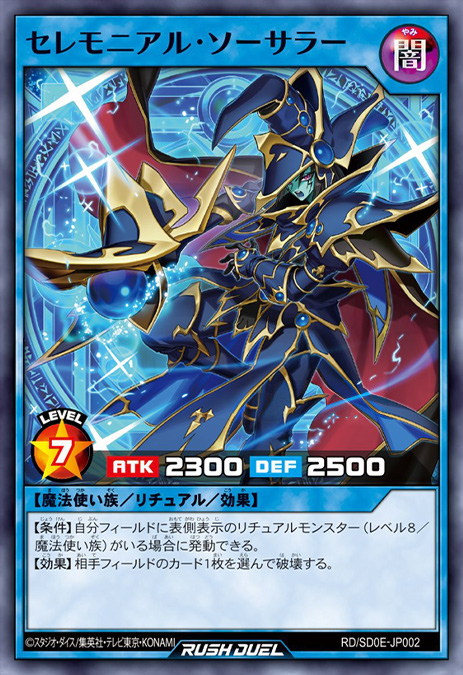 セレモニアル・ソーサラー
やみ
闇
LEVEL
7
ATK 2300 DEF 2500
【魔法使い族／リチュアル／効果】
【条件】自分フィールドに表側表示のリチュアルモンスター（レベル8／
魔法使い族）がいる場合に発動できる。
【効果】相手フィールドのカード1枚を選んで破壊する。
©スタジオ・ダイス/集英社・テレビ東京・KONAMI
RUSH DUEL
RD/SD0E-JP002